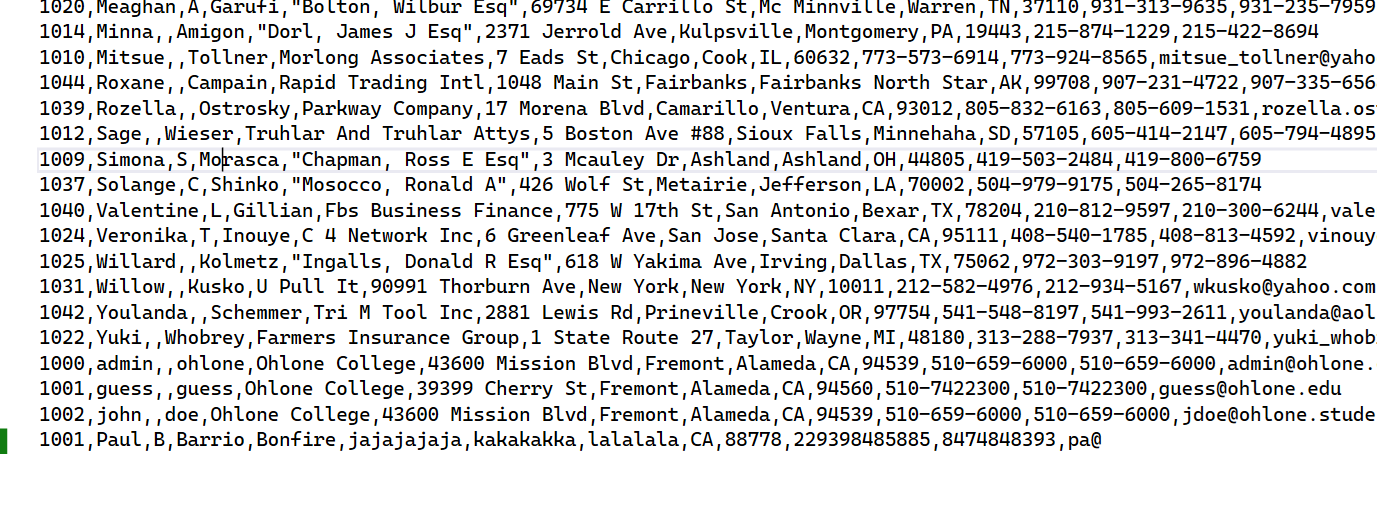 1020,Meaghan,A,Garufi,"Bolton, Wilbur Esq",69734 E Carrillo St,Mc Minnville,Warren,TN,37110,931-313-9635,931-235-7959
1014,Minna,,Amigon,"Dorl, James J Esq",2371 Jerrold Ave,Kulpsville,Montgomery,PA,19443,215-874-1229,215-422-8694
1010,Mitsue,,Tollner,Morlong Associates,7 Eads St,Chicago,Cook,IL,60632,773-573-6914,773-924-8565,mitsue_tollner@yaho
1044,Roxane,,Campain,Rapid Trading Intl,1048 Main St,Fairbanks,Fairbanks North Star,AK,99708,907-231-4722,907-335-656
1039,Rozella,,Ostrosky,Parkway Company,17 Morena Blvd,Camarillo,Ventura,CA,93012,805-832-6163,805-609-1531,rozella.os
1012,Sage,,Wieser,Truhlar And Truhlar Attys,5 Boston Ave #88,Sioux Falls,Minnehaha,SD,57105,605-414-2147,605-794-4895
1009,Simona,S,Morasca,"Chapman, Ross E Esq",3 Mcauley Dr,Ashland,Ashland,OH,44805,419-503-2484,419-800-6759
1037,Solange,C,Shinko,"Mosocco, Ronald A",426 Wolf St,Metairie,Jefferson,LA,70002,504-979-9175,504-265-8174
1040,Valentine,L,Gillian,Fbs Business Finance,775 W 17th St,San Antonio,Bexar,TX,78204,210-812-9597,210-300-6244,vale
1024,Veronika,T,Inouye,C 4 Network Inc,6 Greenleaf Ave,San Jose,Santa Clara,CA,95111,408-540-1785,408-813-4592,vinouy
1025,Willard,,Kolmetz,"Ingalls, Donald R Esq",618 W Yakima Ave,Irving,Dallas,TX,75062,972-303-9197,972-896-4882
1031,Willow,,Kusko,U Pull It,90991 Thorburn Ave,New York,New York,NY,10011,212-582-4976,212-934-5167,wkusko@yahoo.com
1042,Youlanda,,Schemmer,Tri M Tool Inc,2881 Lewis Rd,Prineville,Crook,OR,97754,541-548-8197,541-993-2611,youlanda@aol
1022,Yuki,,Whobrey,Farmers Insurance Group,1 State Route 27,Taylor,Wayne,MI,48180,313-288-7937,313-341-4470,yuki_whob
1000,admin,,ohlone,Ohlone College,43600 Mission Blvd,Fremont,Alameda,CA,94539,510-659-6000,510-659-6000,admin@ohlone.
1001,guess,,guess,Ohlone College,39399 Cherry St,Fremont,Alameda,CA,94560,510-7422300,510-7422300,guess@ohlone.edu
1002,john,,doe,Ohlone College,43600 Mission Blvd,Fremont,Alameda,CA,94539,510-659-6000,510-659-6000,jdoe@ohlone.stude
1001,Paul,B,Barrio,Bonfire,jajajajaja,kakakakka,lalalala,CA,88778,229398485885,8474848393,pa@